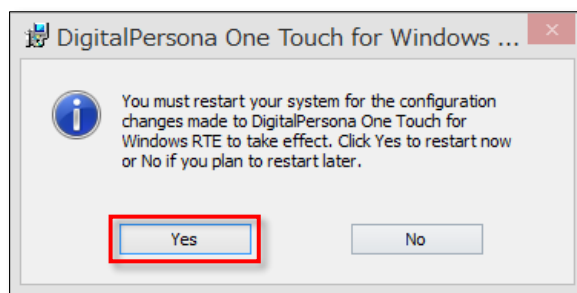 DigitalPersona One Touch for Windows ...
You must restart your system for the configuration
changes made to DigitalPersona One Touch for
Windows RTE to take effect. Click Yes to restart now
or No if you plan to restart later.
Yes
No